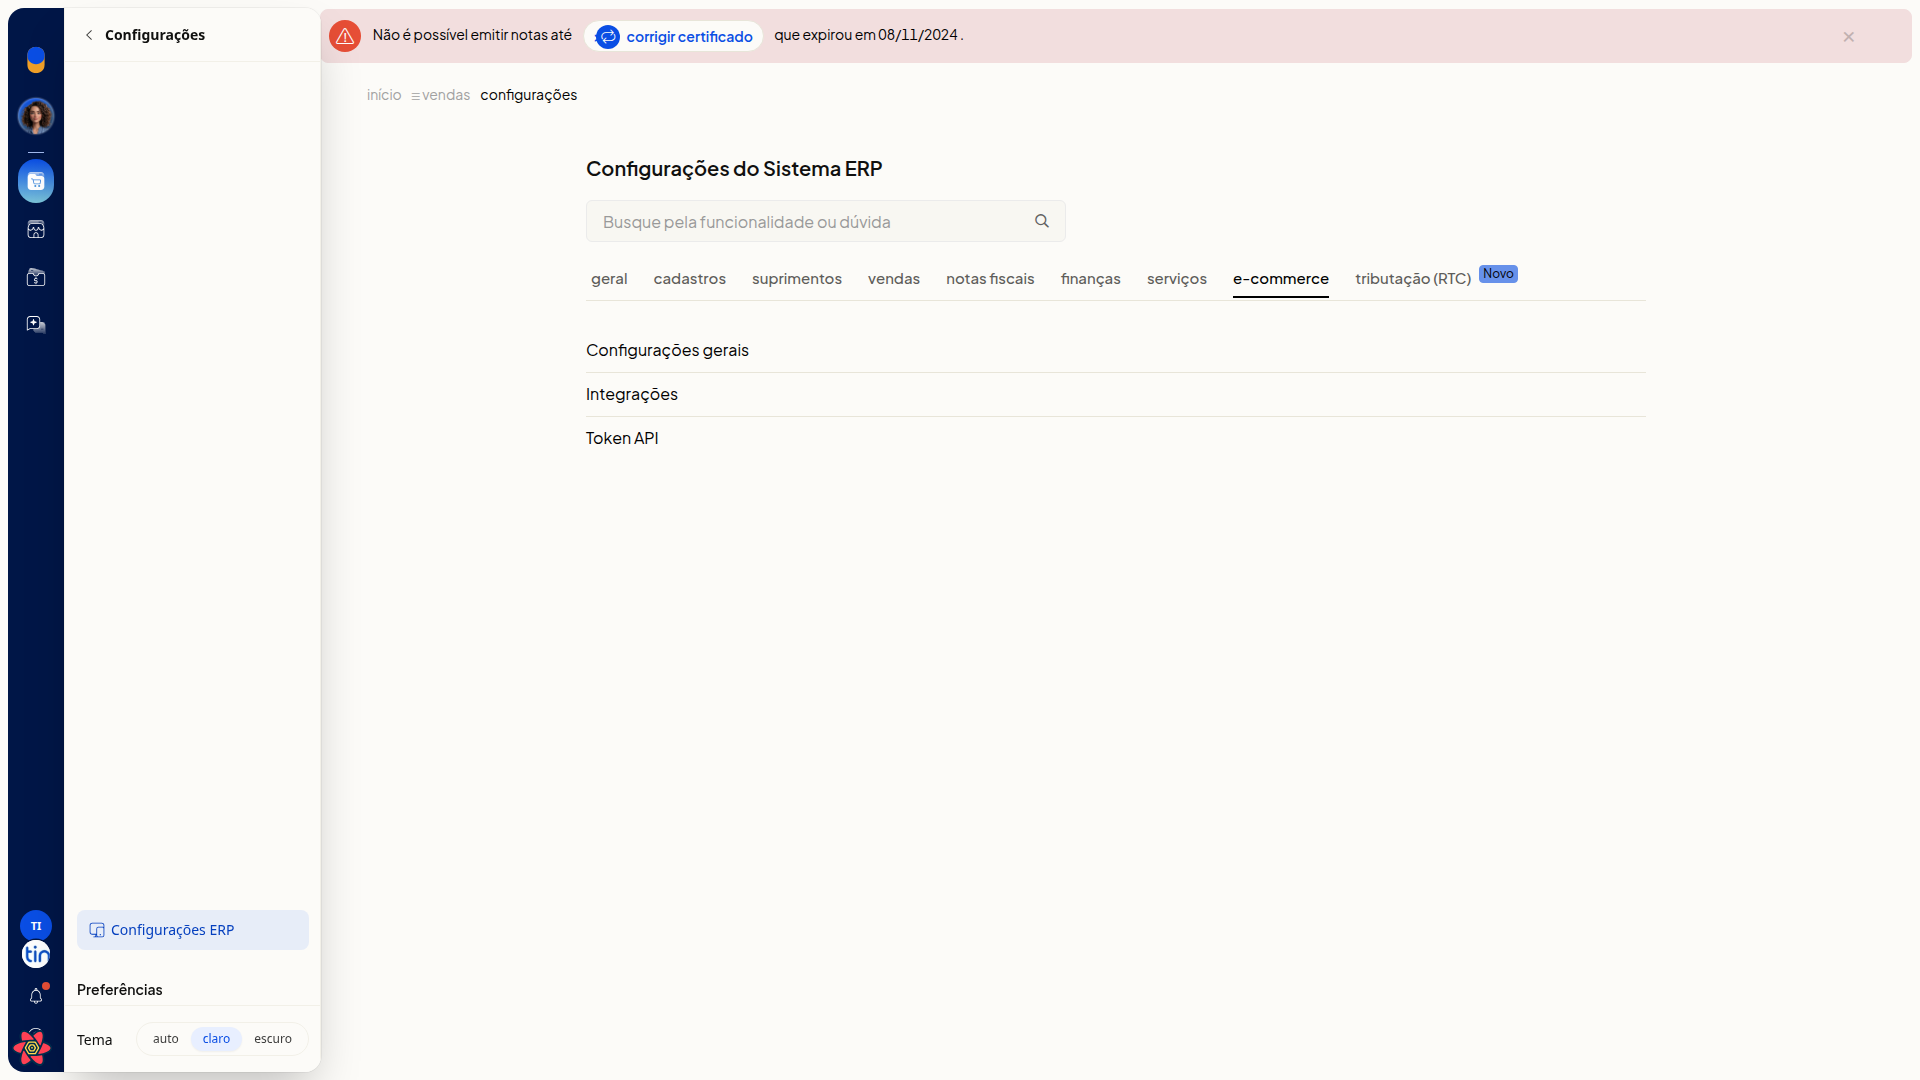 Configurações
Não é possível emitir notas até corrigir certificado que expirou em 08/11/2024 .
início vendas configurações
Configurações do Sistema ERP
Busque pela funcionalidade ou dúvida
geral cadastros suprimentos vendas notas fiscais finanças serviços e-commerce tributação (RTC) Novo
Configurações gerais
Integrações
Token API
TI
Configurações ERP
tin
Preferências
Tema auto claro escuro